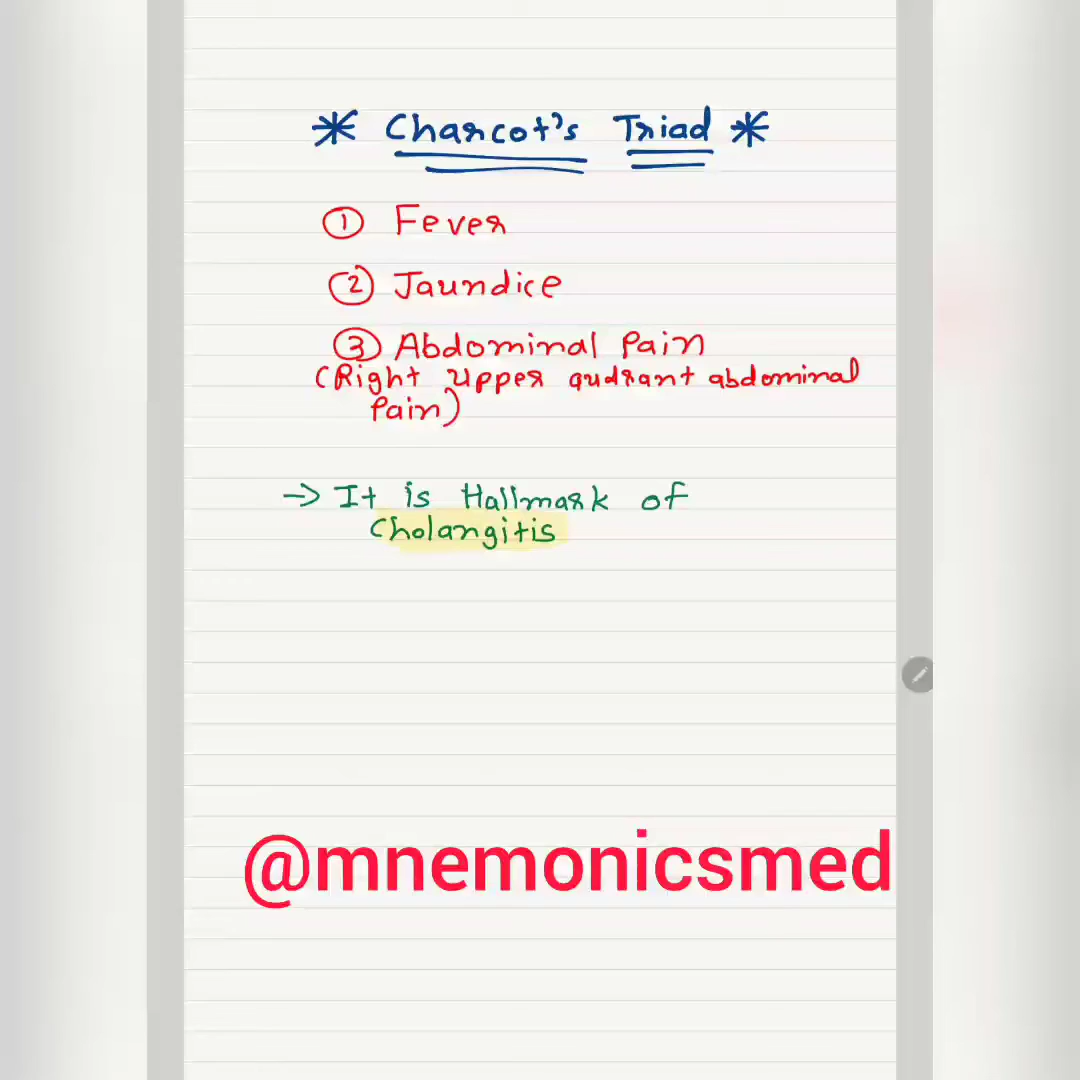 * Charcot's Triad *
① Fever
② Jaundice
③ Abdominal Pain
(Right upper qudrant abdominal
Pain)
→ It is Hallmark of
Cholangitis
@mnemonicsmed